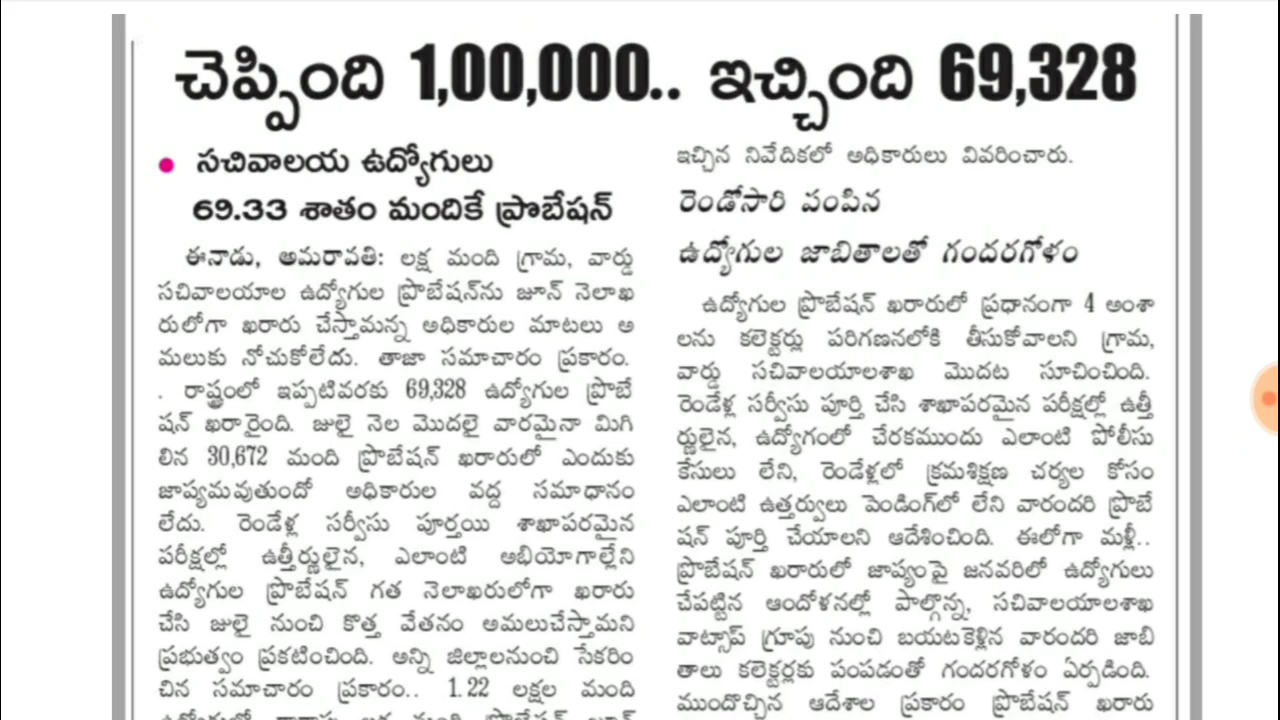 చెప్పింది 1,00,000.. ఇచ్చింది 69,328
• సచివాలయ ఉద్యోగులు
69.33 శాతం మందికే ప్రొబేషన్
ఈనాడు, అమరావతి: లక్ష మంది గ్రామ, వార్డు
సచివాలయాల ఉద్యోగుల ప్రొబేషన్‌ను జూన్ నెలాఖ
రులోగా ఖరారు చేస్తామన్న అధికారుల మాటలు అ
మలుకు నోచుకోలేదు. తాజా సమాచారం ప్రకారం.
. రాష్ట్రంలో ఇప్పటివరకు 69,328 ఉద్యోగుల ప్రొబే
షన్ ఖరారైంది. జులై నెల మొదలై వారమైనా మిగి
లిన 30,672 మంది ప్రొబేషన్ ఖరారులో ఎందుకు
జాప్యమవుతుందో అధికారుల వద్ద సమాధానం
లేదు. రెండేళ్ల సర్వీసు పూర్తయి శాఖాపరమైన
పరీక్షల్లో ఉత్తీర్ణులైన, ఎలాంటి అభియోగాల్లేని
ఉద్యోగుల ప్రొబేషన్ గత నెలాఖరులోగా ఖరారు
చేసి జులై నుంచి కొత్త వేతనం అమలుచేస్తామని
ప్రభుత్వం ప్రకటించింది. అన్ని జిల్లాలనుంచి సేకరిం
చిన సమాచారం ప్రకారం.. 1.22 లక్షల మంది
ఇచ్చిన నివేదికలో అధికారులు వివరించారు.
రెండోసారి పంపిన
ఉద్యోగుల జాబితాలతో గందరగోళం
ఉద్యోగుల ప్రొబేషన్ ఖరారులో ప్రధానంగా 4 అంశా
లను కలెక్టర్లు పరిగణనలోకి తీసుకోవాలని గ్రామ,
వార్డు సచివాలయాలశాఖ మొదట సూచించింది.
రెండేళ్ల సర్వీసు పూర్తి చేసి శాఖాపరమైన పరీక్షల్లో ఉత్తీ
ర్ణులైన, ఉద్యోగంలో చేరకముందు ఎలాంటి పోలీసు
కేసులు లేని, రెండేళ్లలో క్రమశిక్షణ చర్యల కోసం
ఎలాంటి ఉత్తర్వులు పెండింగ్‌లో లేని వారందరి ప్రొబే
షన్ పూర్తి చేయాలని ఆదేశించింది. ఈలోగా మళ్లీ..
ప్రొబేషన్ ఖరారులో జాప్యంపై జనవరిలో ఉద్యోగులు
చేపట్టిన ఆందోళనల్లో పాల్గొన్న, సచివాలయాలశాఖ
వాట్సాప్ గ్రూపు నుంచి బయటకెళ్లిన వారందరి జాబి
తాలు కలెక్టర్లకు పంపడంతో గందరగోళం ఏర్పడింది.
ముందొచ్చిన ఆదేశాల ప్రకారం ప్రొబేషన్ ఖరారు